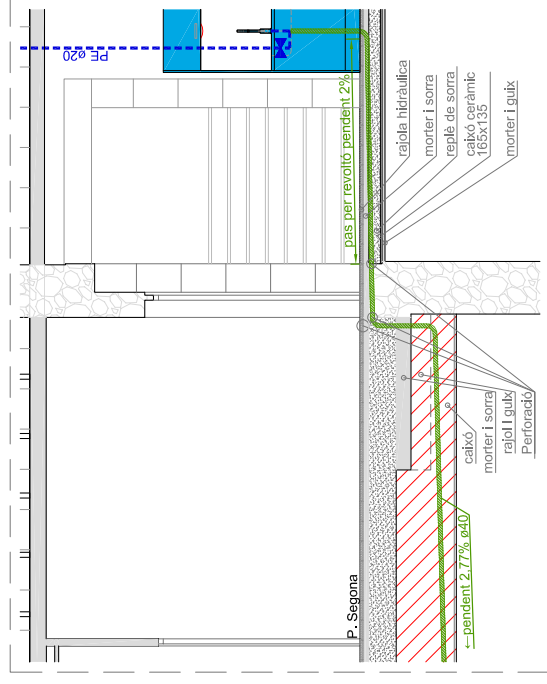 PE ø20
pas per revoltó pendent 2%
rajola hidràulica
morter i sorra
replè de sorra
caixó ceràmic
165x135
morter i guix
P. Segona
←pendent 2,77% ø40
caixó
morter i sorra
rajol I guix
Perforació